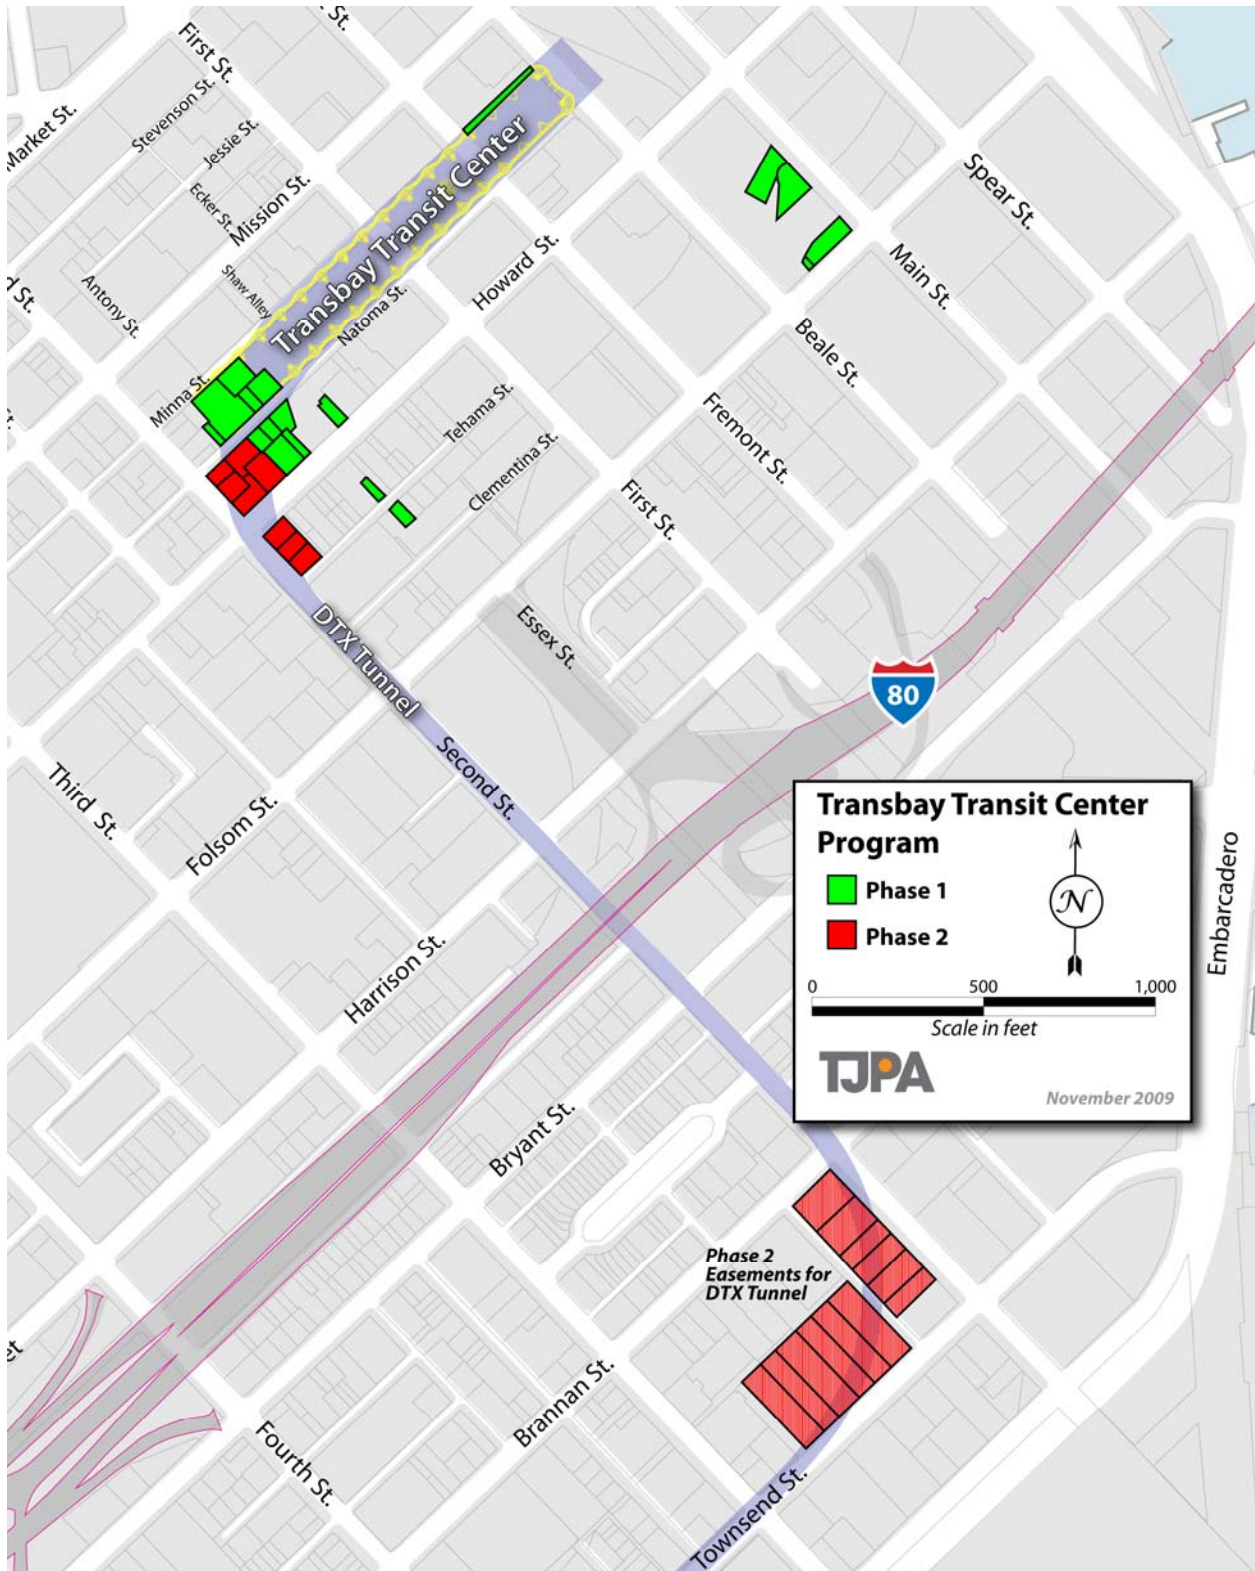 First St.
Market St.
Stevenson St.
Jessie St.
Ecker St.
Mission St.
Shaw Alley
Antony St.
Minna St.
Transbay Transit Center
Natoma St.
Howard St.
Spear St.
Main St.
Beale St.
Fremont St.
Tehama St.
Clementina St.
First St.
Essex St.
DTX Tunnel
Second St.
80
Third St.
Folsom St.
Harrison St.
Bryant St.
Brannan St.
Fourth St.
Townsend St.
Embarcadero
Transbay Transit Center
Program
Phase 1
Phase 2
N
0 500 1,000
Scale in feet
TJPA
November 2009
Phase 2
Easements for
DTX Tunnel